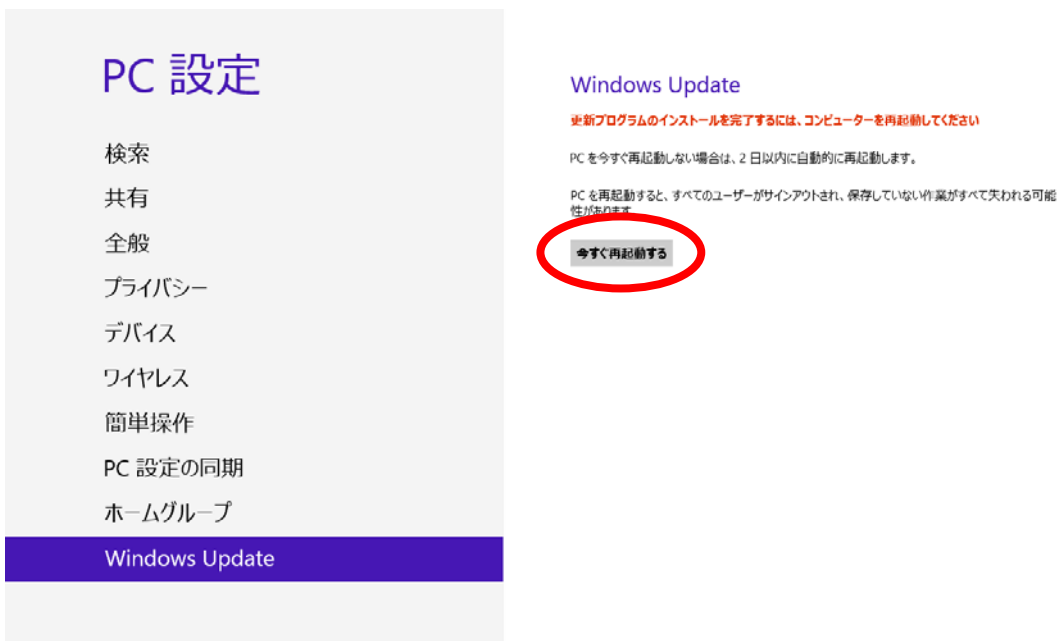 PC 設定
検索
共有
全般
プライバシー
デバイス
ワイヤレス
簡単操作
PC 設定の同期
ホームグループ
Windows Update
Windows Update
更新プログラムのインストールを完了するには、コンピューターを再起動してください
PC を今すぐ再起動しない場合は、2 日以内に自動的に再起動します。
PC を再起動すると、すべてのユーザーがサインアウトされ、保存していない作業がすべて失われる可能
性があります
今すぐ再起動する